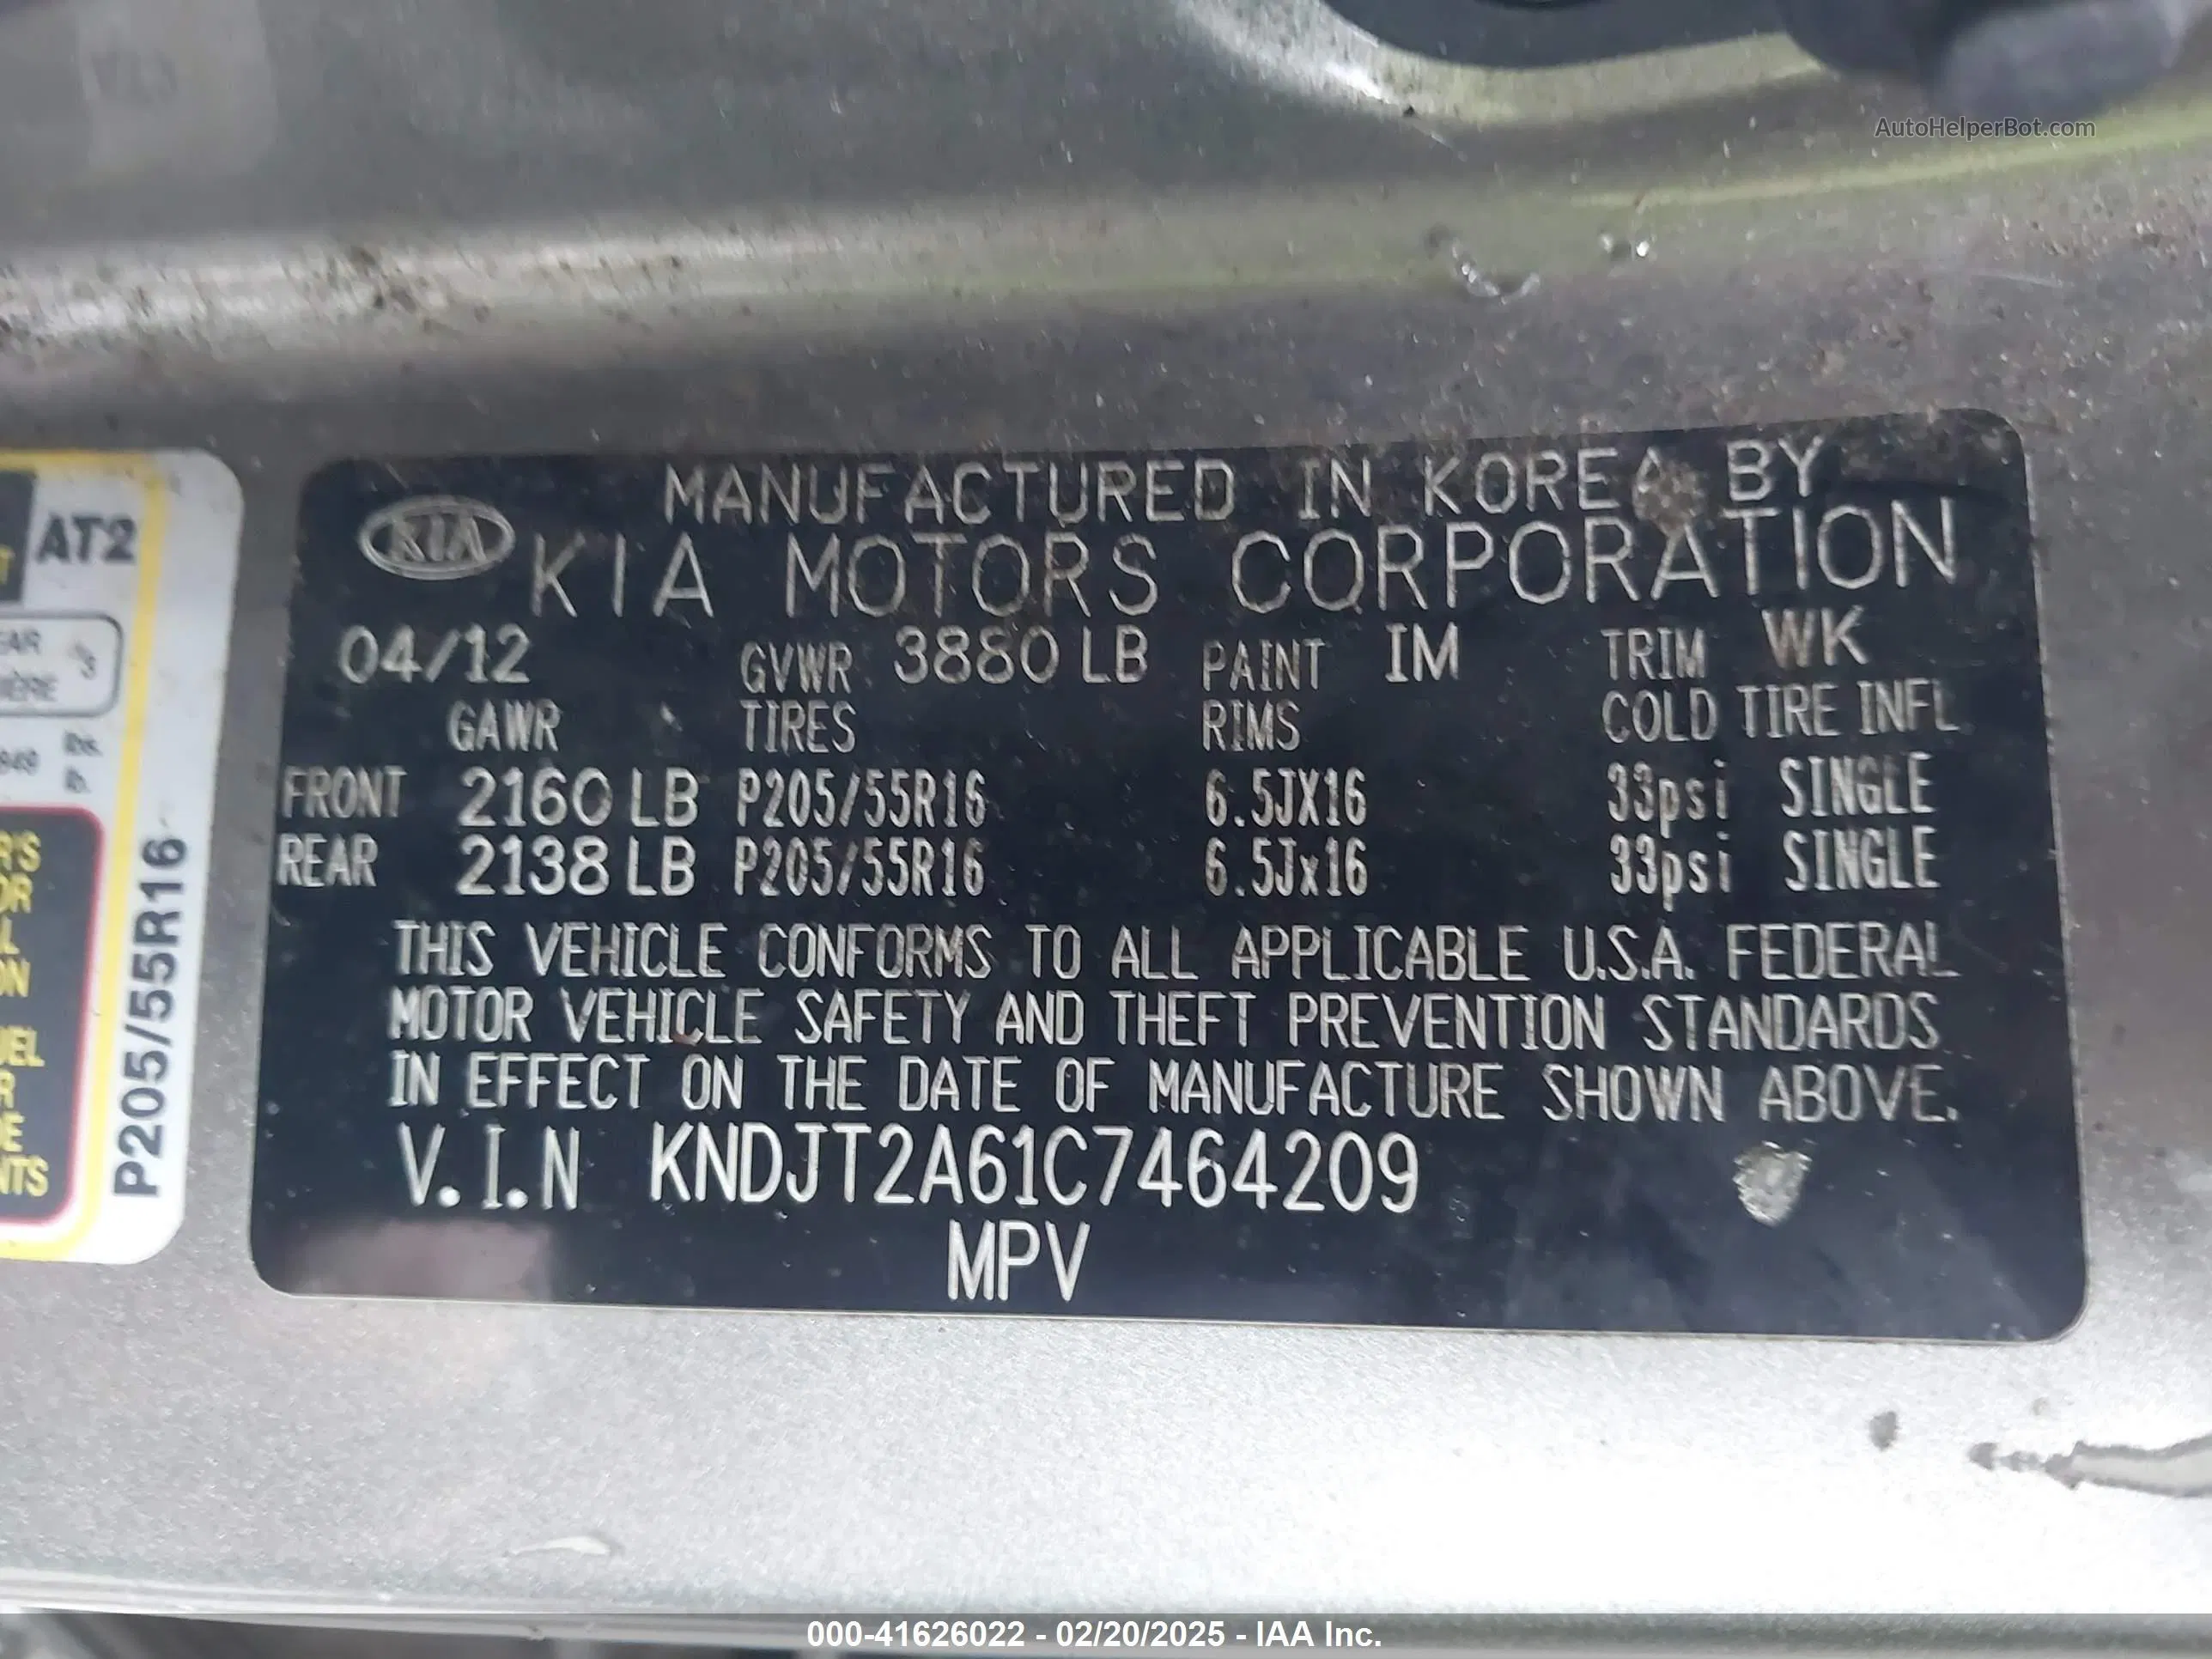 AutoHelperBot.com
MANUFACTURED IN KOREA BY
KIA
KIA MOTORS CORPORATION
04/12 GVWR 3880 LB PAINT IM TRIM WK
GAWR TIRES RIMS COLD TIRE INFL
FRONT 2160 LB P205/55R16 6.5JX16 33psi SINGLE
REAR 2138 LB P205/55R16 6.5Jx16 33psi SINGLE
THIS VEHICLE CONFORMS TO ALL APPLICABLE U.S.A. FEDERAL
MOTOR VEHICLE SAFETY AND THEFT PREVENTION STANDARDS
IN EFFECT ON THE DATE OF MANUFACTURE SHOWN ABOVE.
V.I.N KNDJT2A61C7464209
MPV
AT2
lbs.
lb.
P205/55R16
000-41626022 - 02/20/2025 - IAA Inc.